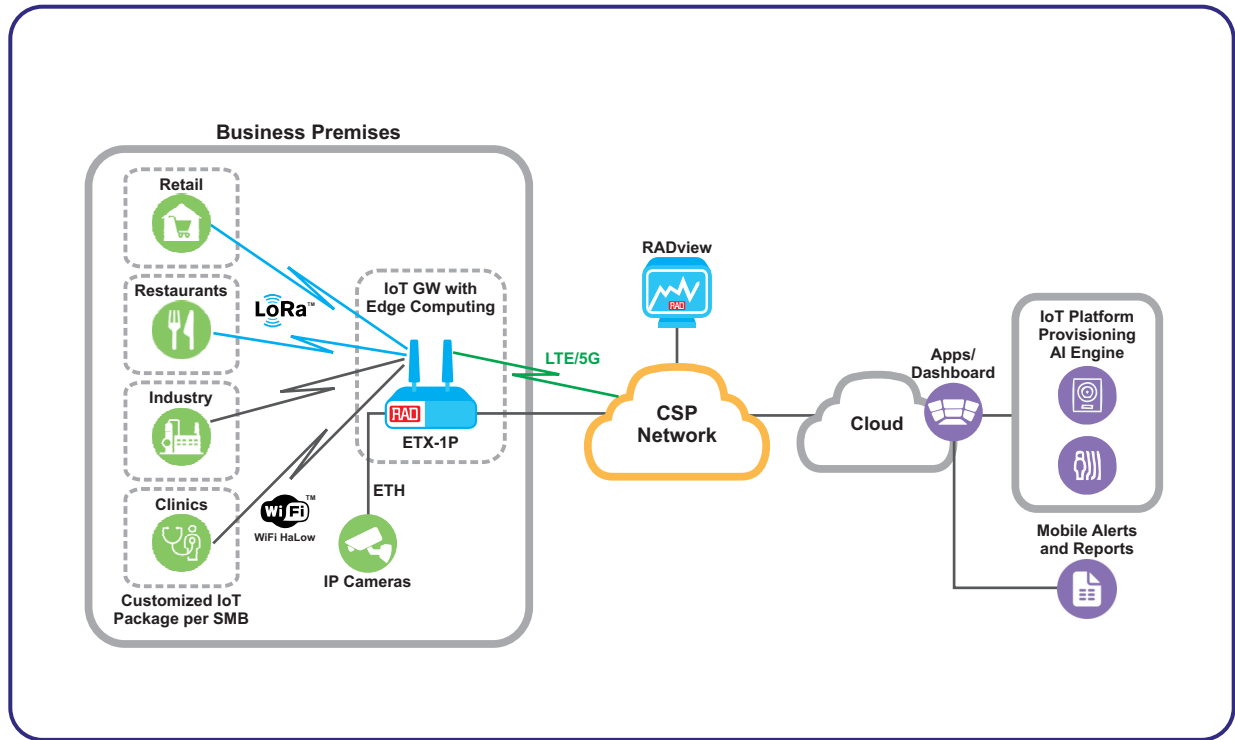 Business Premises
Retail
Restaurants
LoRa™
Industry
Clinics
WiFi™
WiFi HaLow
Customized IoT
Package per SMB
IoT GW with
Edge Computing
RAD
ETX-1P
ETH
IP Cameras
LTE/5G
RADview
RAD
CSP
Network
Cloud
Apps/
Dashboard
IoT Platform
Provisioning
AI Engine
Mobile Alerts
and Reports